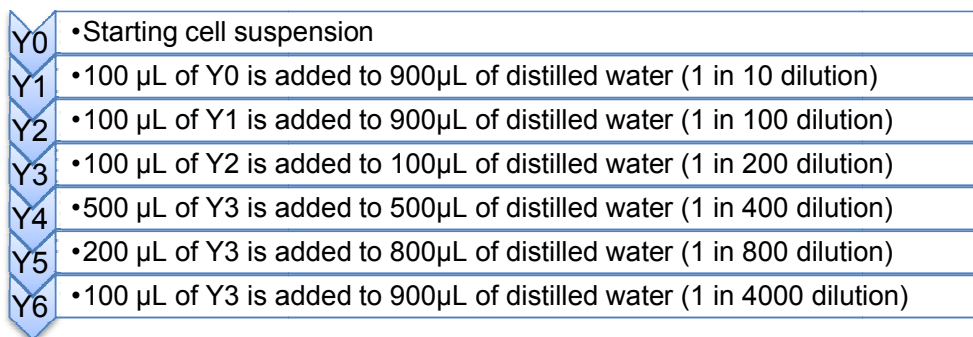 Y0 •Starting cell suspension
Y1 •100 µL of Y0 is added to 900µL of distilled water (1 in 10 dilution)
Y2 •100 µL of Y1 is added to 900µL of distilled water (1 in 100 dilution)
Y3 •100 µL of Y2 is added to 100µL of distilled water (1 in 200 dilution)
Y4 •500 µL of Y3 is added to 500µL of distilled water (1 in 400 dilution)
Y5 •200 µL of Y3 is added to 800µL of distilled water (1 in 800 dilution)
Y6 •100 µL of Y3 is added to 900µL of distilled water (1 in 4000 dilution)